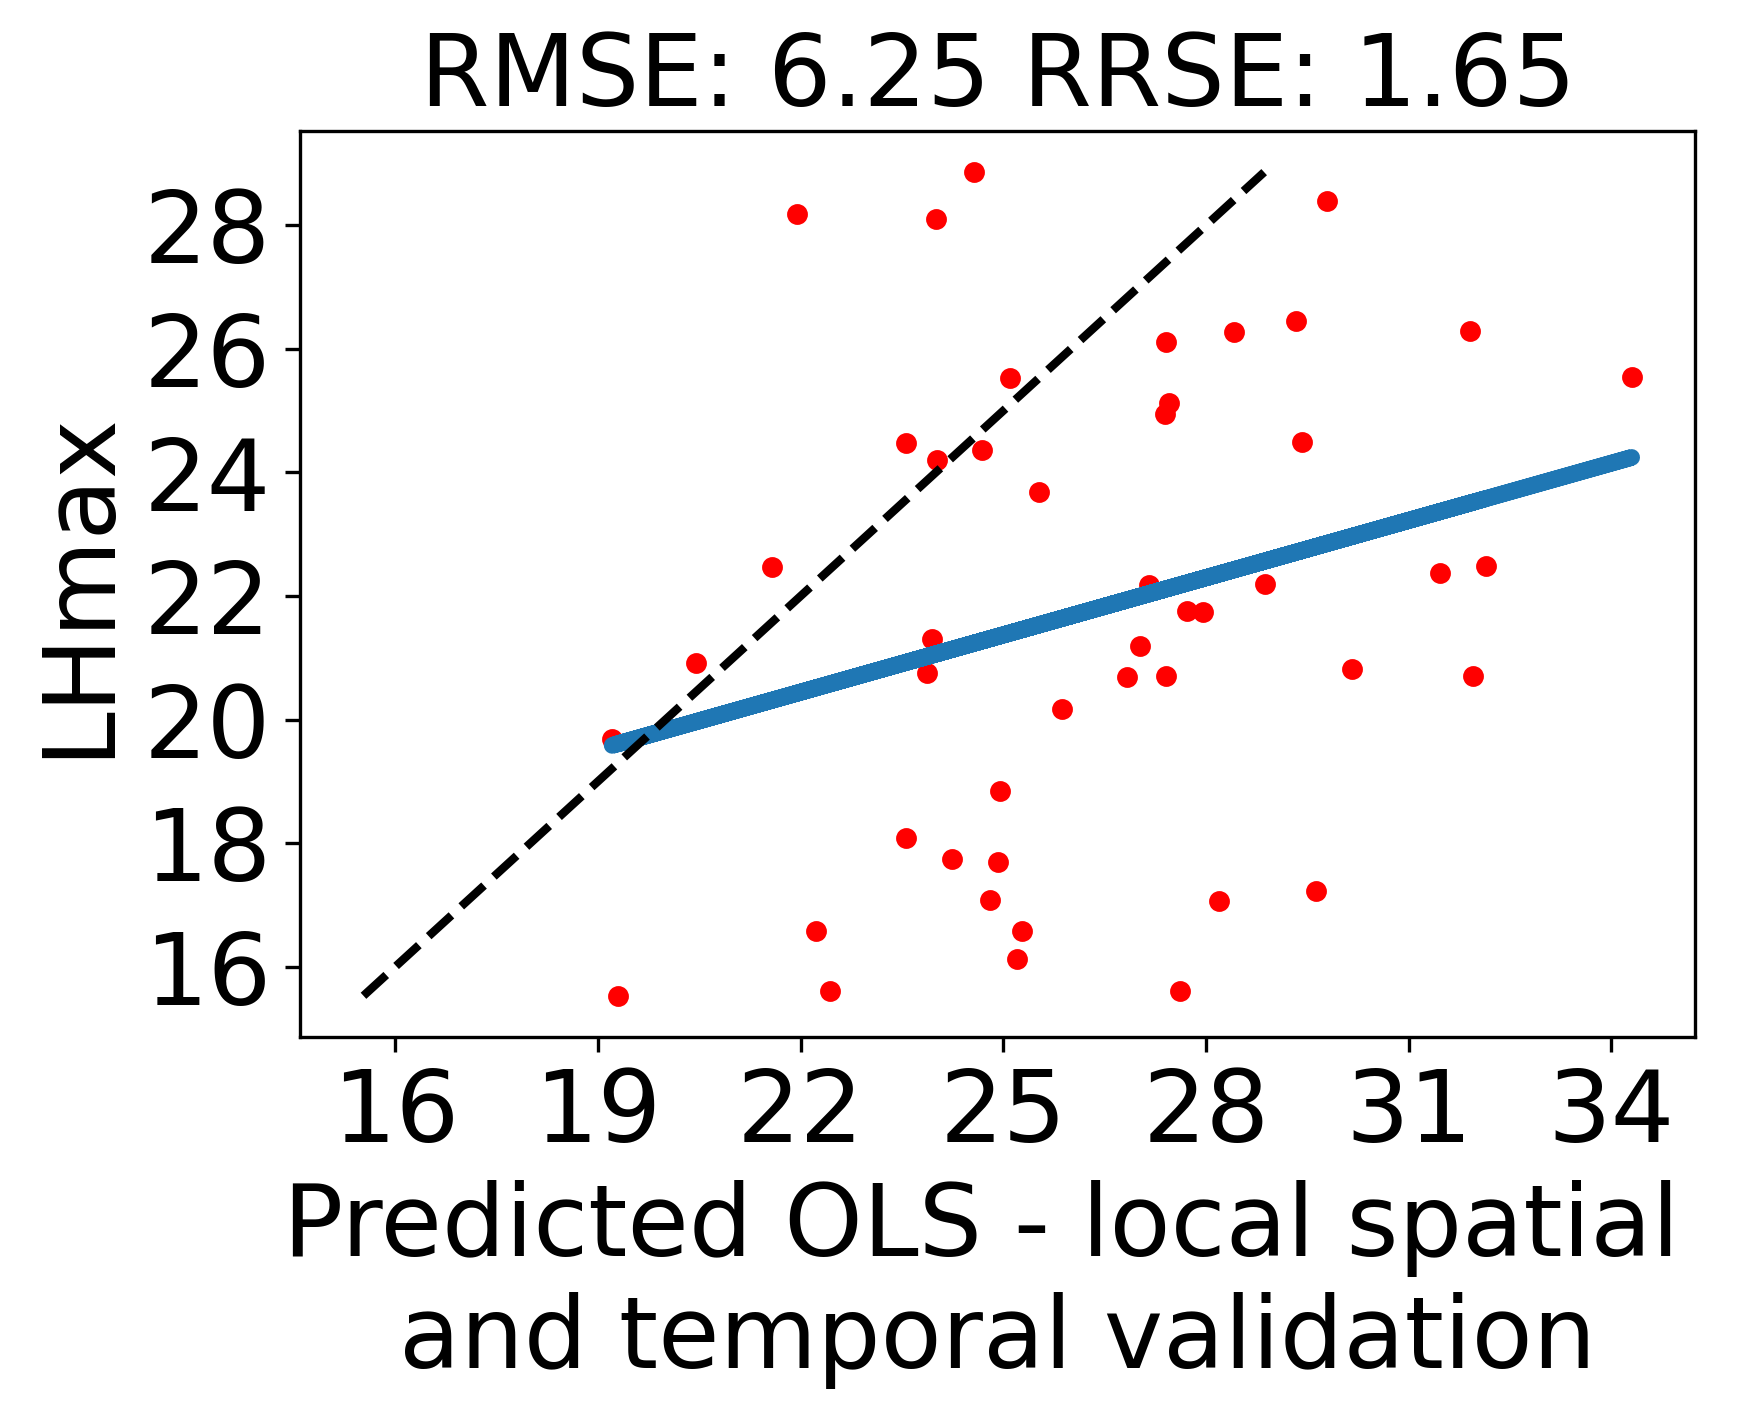 RMSE: 6.25 RRSE: 1.65
LHmax
28
26
24
22
20
18
16
16 19 22 25 28 31 34
Predicted OLS - local spatial
and temporal validation